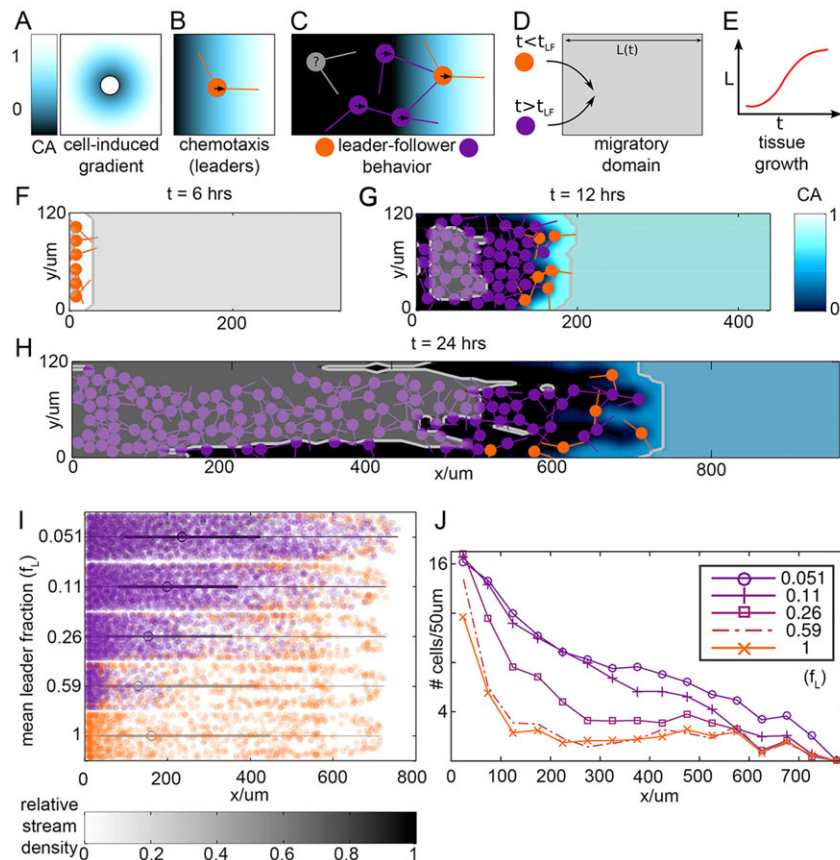 A
B
C
D
E
1
0
CA
cell-induced
gradient
chemotaxis
(leaders)
?
leader-follower
behavior
t<tLF
t>tLF
L(t)
migratory
domain
L
t
tissue
growth
F
t = 6 hrs
120
y/um
0
0
200
G
t = 12 hrs
120
y/um
0
0
200
400
CA
1
0
H
t = 24 hrs
120
y/um
0
0
200
400
600
800
x/um
I
mean leader fraction (fL)
0.051
0.11
0.26
0.59
1
0
200
400
600
800
x/um
relative
stream
density
0
0.2
0.4
0.6
0.8
1
J
# cells/50um
16
4
0.051
0.11
0.26
0.59
1
(fL)
0
100
200
300
400
500
600
700
x/um